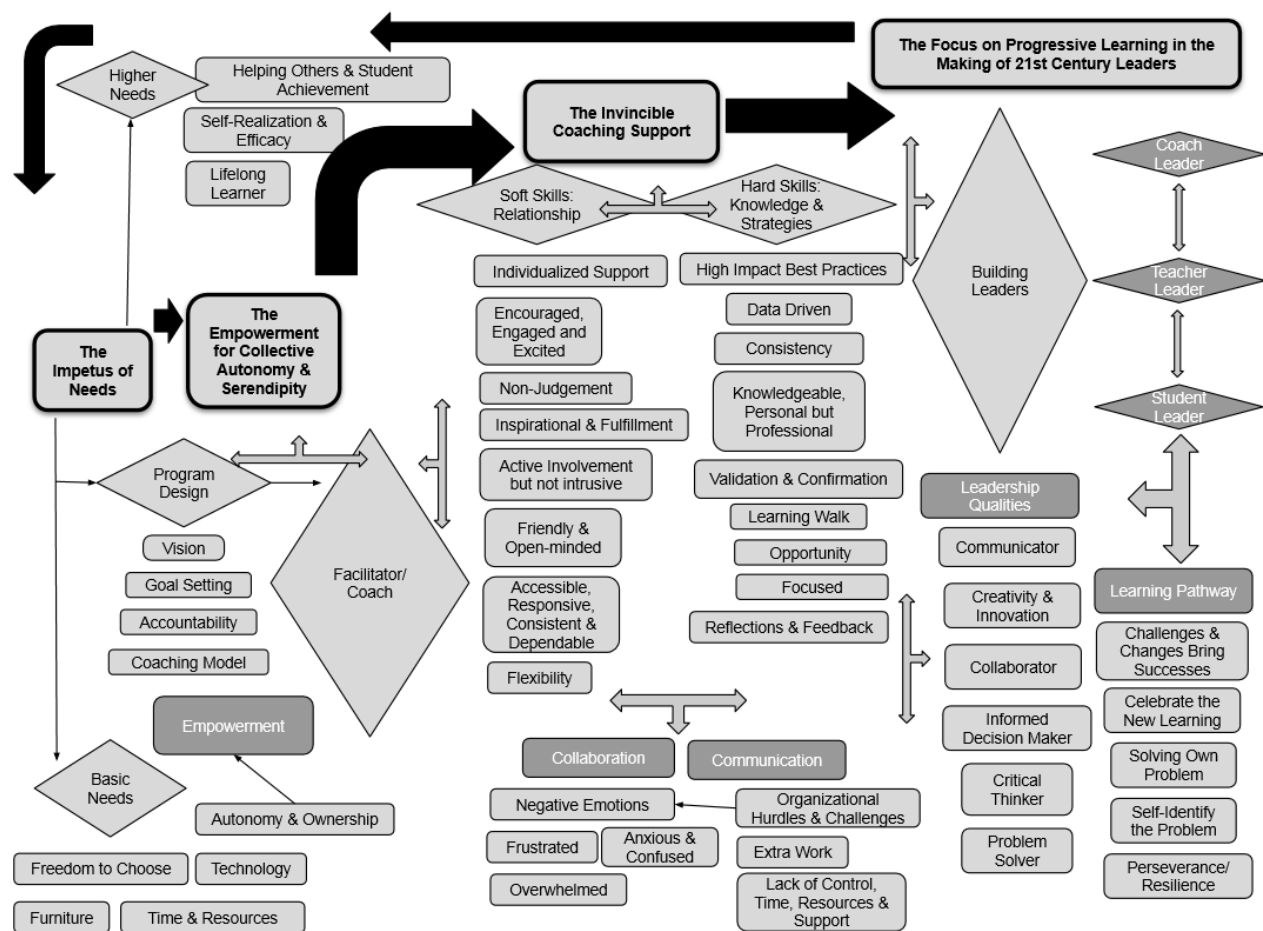 The Focus on Progressive Learning in the
Making of 21st Century Leaders
Higher
Needs
Helping Others & Student
Achievement
Self-Realization &
Efficacy
Lifelong
Learner
The Invincible
Coaching Support
Soft Skills:
Relationship
Hard Skills:
Knowledge &
Strategies
Building
Leaders
Coach
Leader
Teacher
Leader
Student
Leader
The
Impetus of
Needs
The
Empowerment
for Collective
Autonomy &
Serendipity
Individualized Support
Encouraged,
Engaged and
Excited
Non-Judgement
Inspirational & Fulfillment
Active Involvement
but not intrusive
Friendly &
Open-minded
Accessible,
Responsive,
Consistent &
Dependable
Flexibility
High Impact Best Practices
Data Driven
Consistency
Knowledgeable,
Personal but
Professional
Validation & Confirmation
Learning Walk
Opportunity
Focused
Reflections & Feedback
Program
Design
Vision
Goal Setting
Accountability
Coaching Model
Facilitator/
Coach
Empowerment
Basic
Needs
Autonomy & Ownership
Freedom to Choose
Technology
Furniture
Time & Resources
Collaboration
Communication
Negative Emotions
Organizational
Hurdles & Challenges
Frustrated
Anxious &
Confused
Extra Work
Overwhelmed
Lack of Control,
Time, Resources &
Support
Leadership
Qualities
Communicator
Creativity &
Innovation
Collaborator
Informed
Decision Maker
Critical
Thinker
Problem
Solver
Learning Pathway
Challenges &
Changes Bring
Successes
Celebrate the
New Learning
Solving Own
Problem
Self-Identify
the Problem
Perseverance/
Resilience